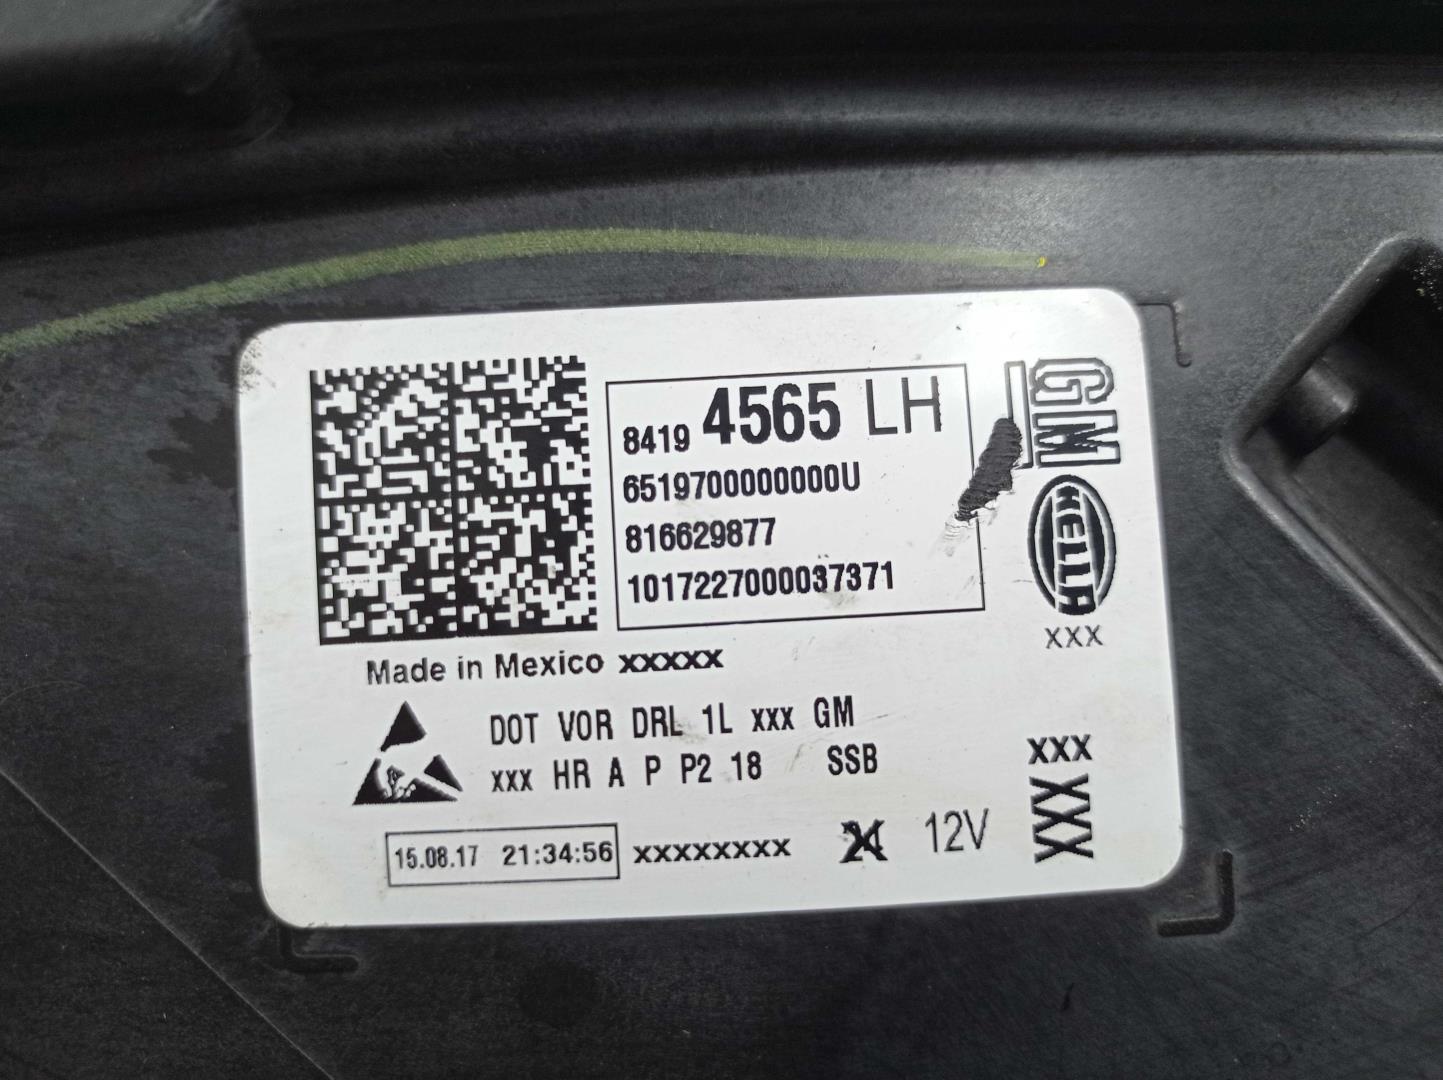 8419 4565 LH
6519700000000U
816629877
1017227000037371
GM
HELLA
xxx
Made in Mexico xxxxx
DOT VOR DRL 1L xxx GM
xxx HR A P P2 18 SSB
xxx
XXX
15.08.17 21:34:56 xxxxxxxx 12V